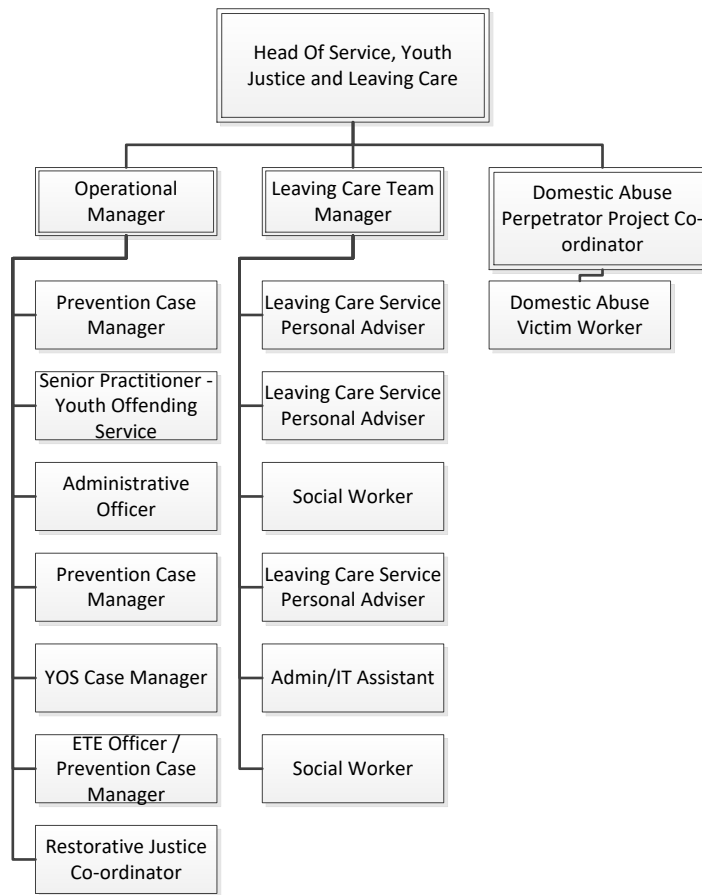 Head Of Service, Youth
Justice and Leaving Care
Operational
Manager
Leaving Care Team
Manager
Domestic Abuse
Perpetrator Project Co-
ordinator
Prevention Case
Manager
Senior Practitioner -
Youth Offending
Service
Administrative
Officer
Prevention Case
Manager
YOS Case Manager
ETE Officer /
Prevention Case
Manager
Restorative Justice
Co-ordinator
Leaving Care Service
Personal Adviser
Leaving Care Service
Personal Adviser
Social Worker
Leaving Care Service
Personal Adviser
Admin/IT Assistant
Social Worker
Domestic Abuse
Victim Worker